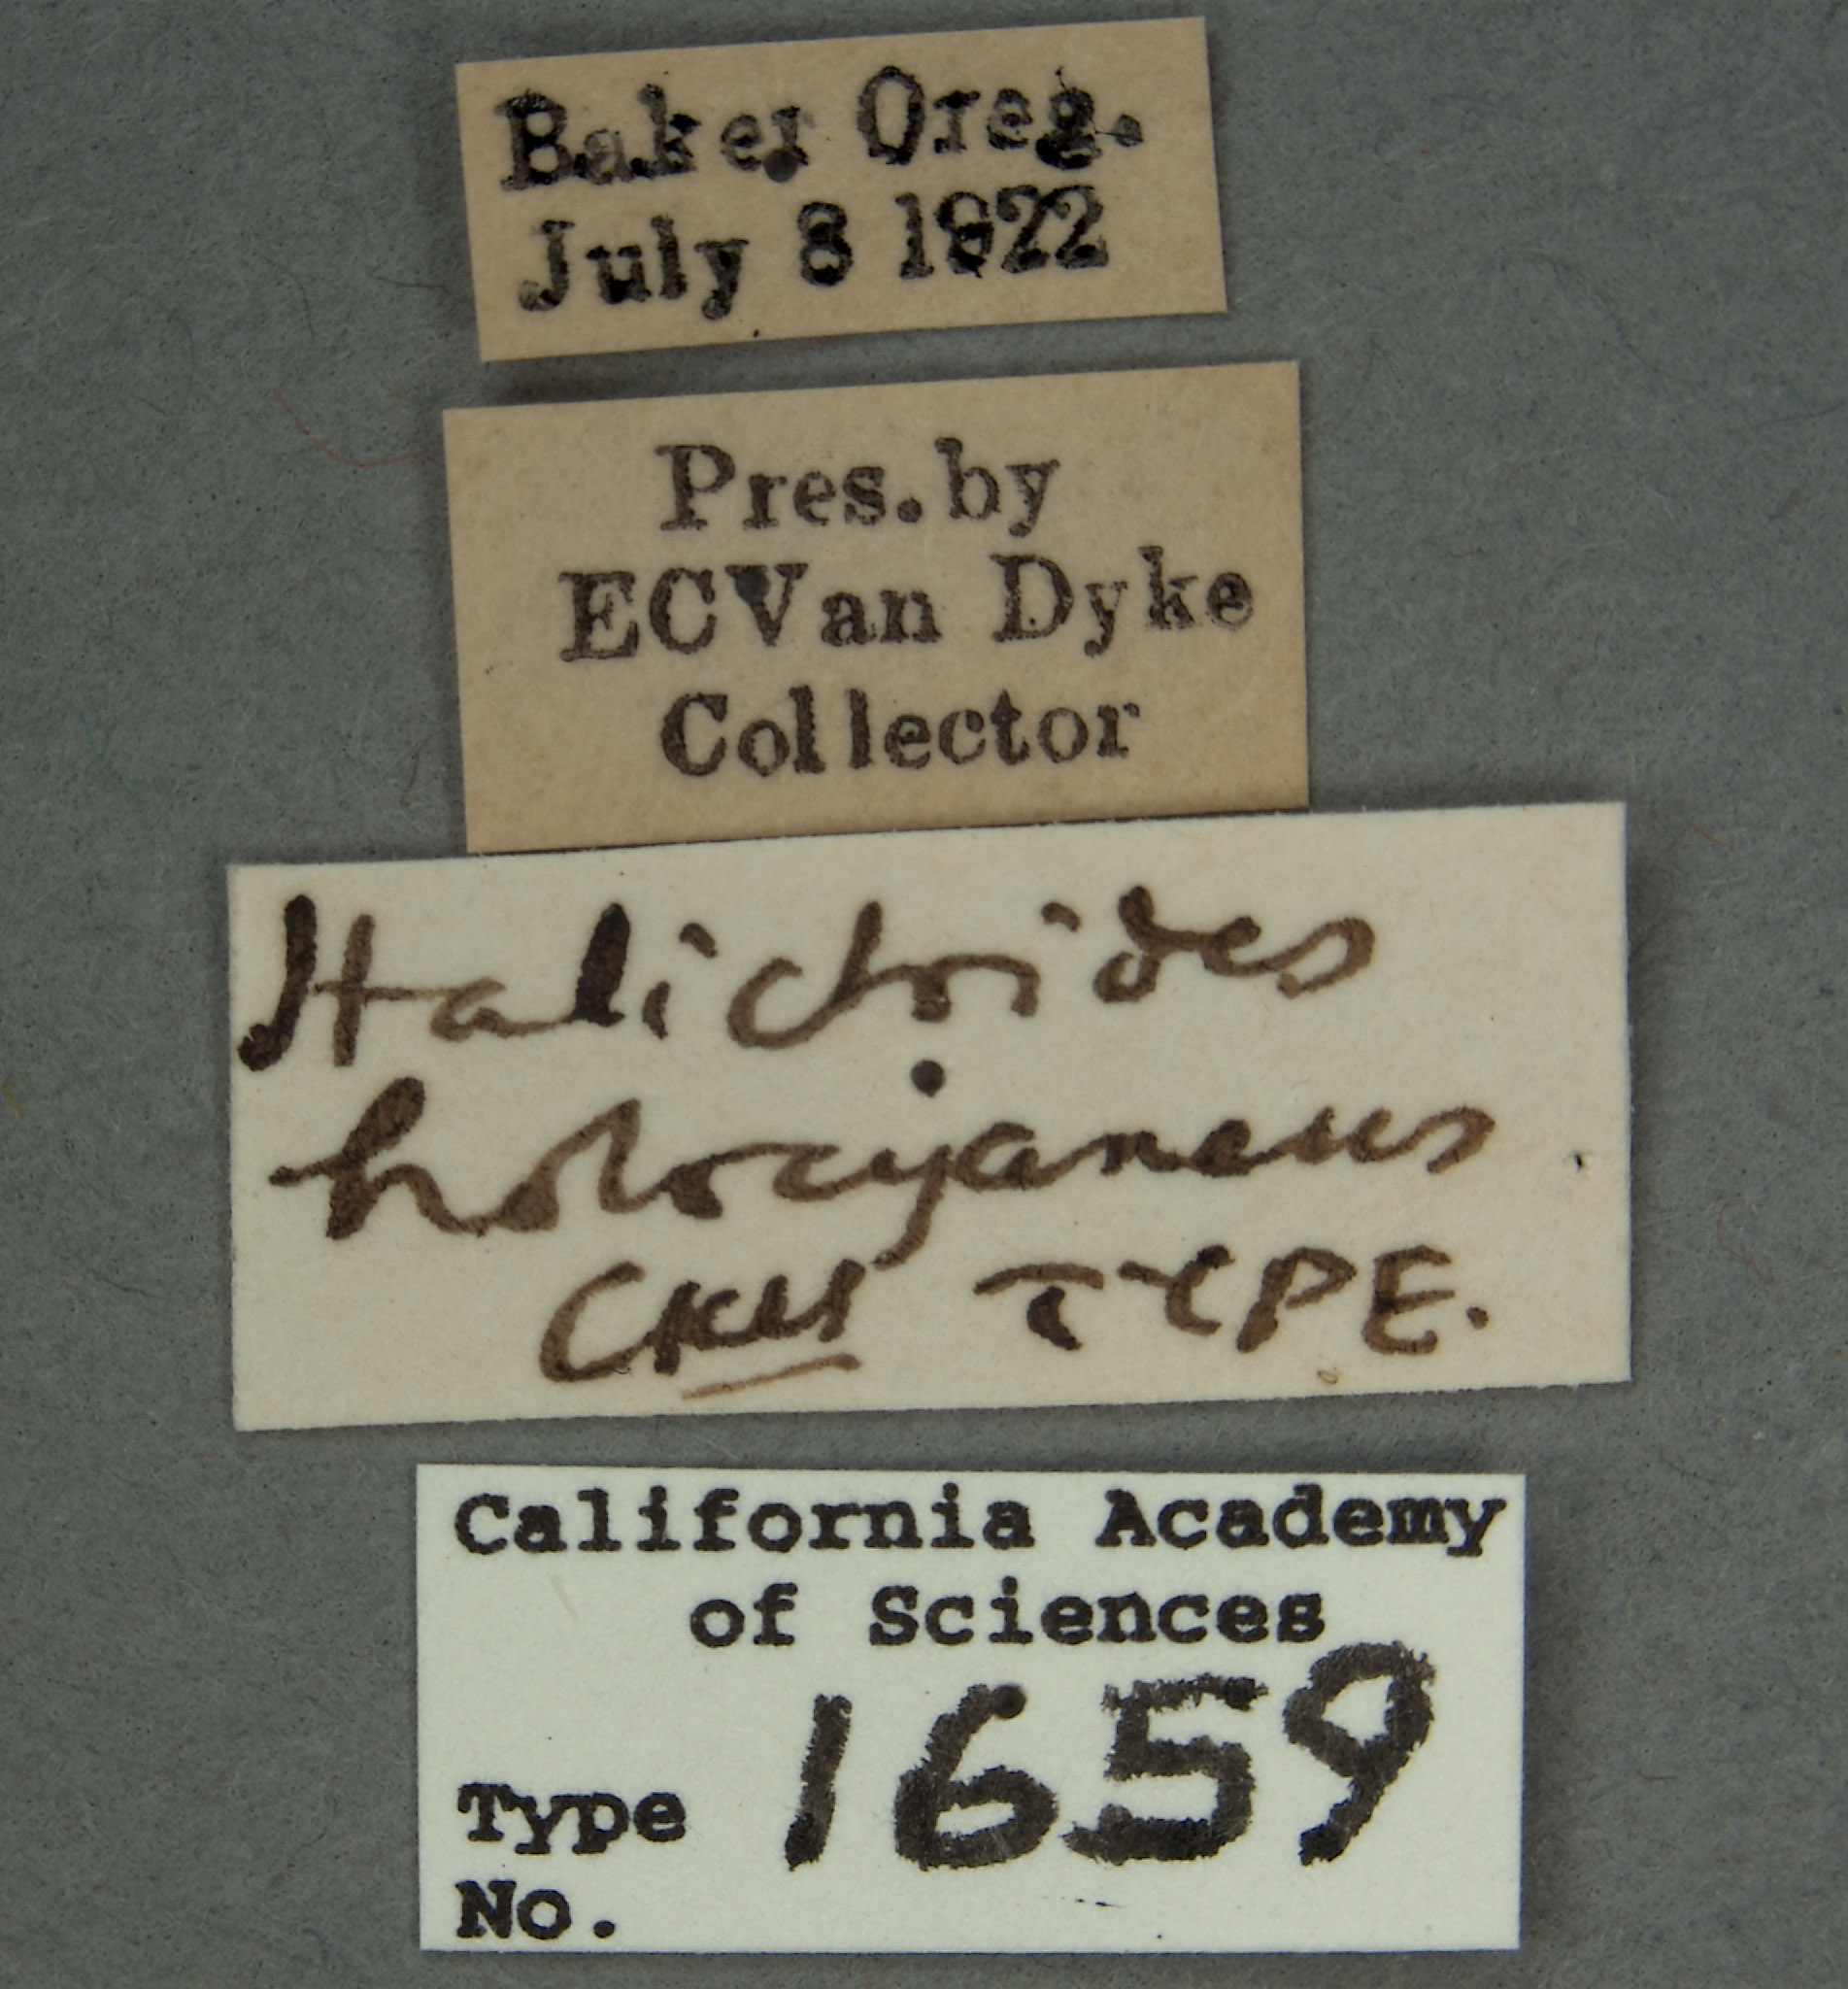 Baker Oreg.
July 8 1922
Pres. by
ECVan Dyke
Collector
Halictoides
holocyaneus
Ckll TYPE.
California Academy
of Sciences
Type
No. 1659